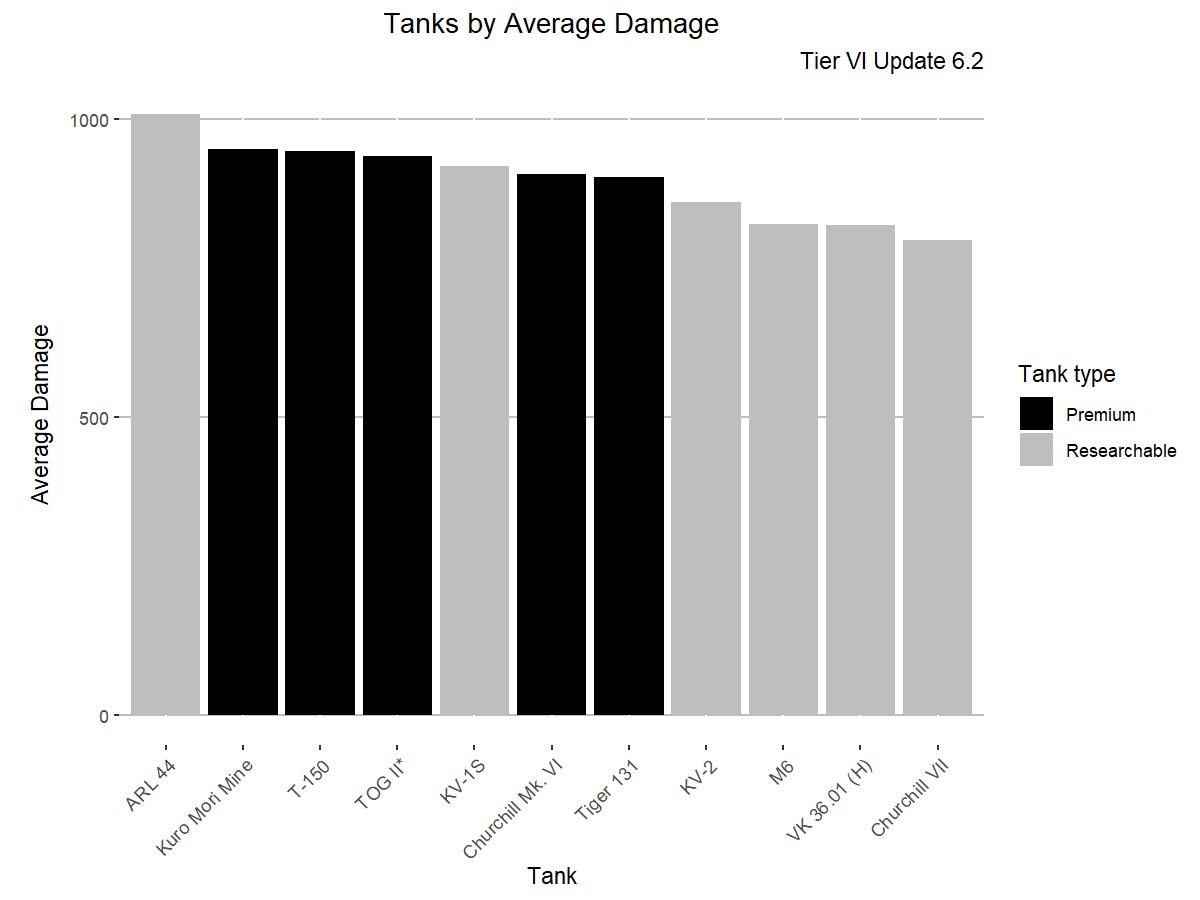 Tanks by Average Damage
Tier VI Update 6.2
Average Damage
1000
500
0
ARL 44
Kuro Mori Mine
T-150
TOG II*
KV-1S
Churchill Mk. VI
Tiger 131
KV-2
M6
VK 36.01 (H)
Churchill VII
Tank
Tank type
Premium
Researchable